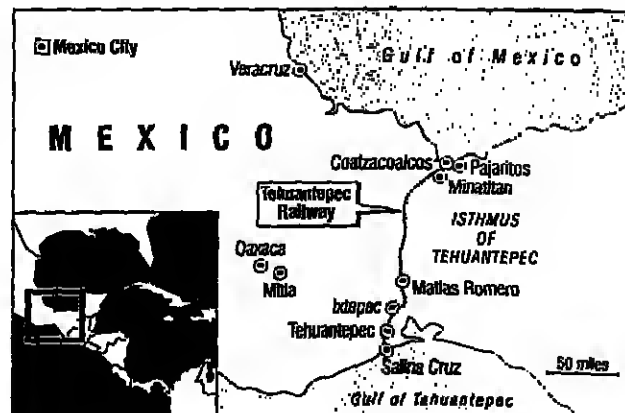 Mexico City
Gulf of Mexico
Veracruz
MEXICO
Coatzacoalcos
Pajaritos
Minatitan
Tehuantepec
Railway
ISTHMUS
OF
TEHUANTEPEC
Oaxaca
Mitla
Matias Romero
Ixtepec
Tehuantepec
Salina Cruz
50 miles
Gulf of Tehuantepec